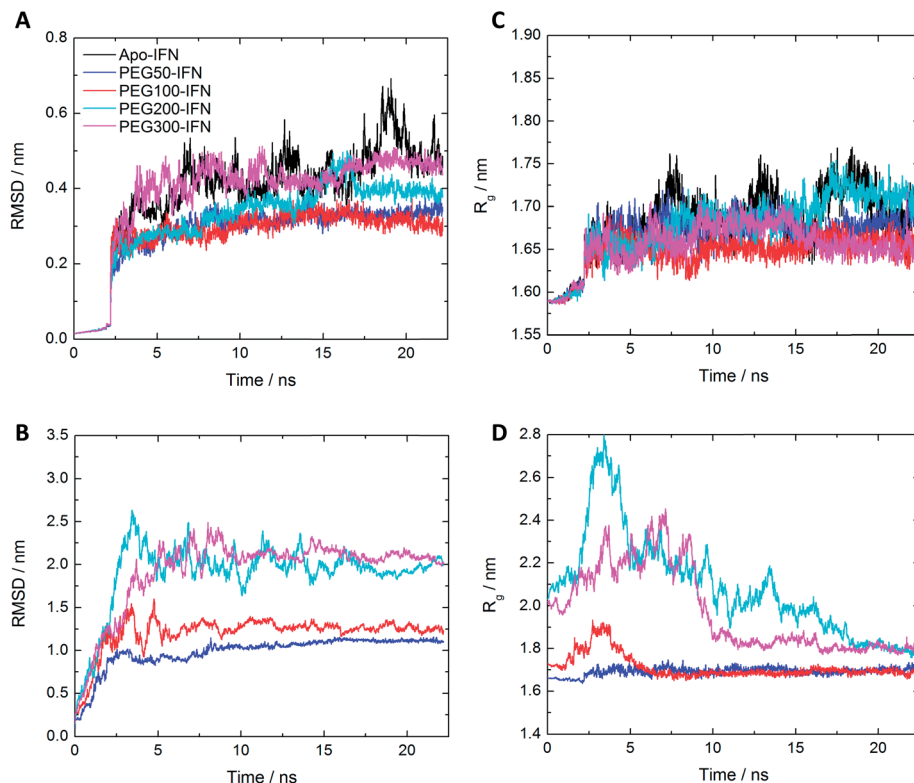 A
RMSD / nm
0.8
0.6
0.4
0.2
0.0
Apo-IFN
PEG50-IFN
PEG100-IFN
PEG200-IFN
PEG300-IFN
0 5 10 15 20
Time / ns
C
Rg / nm
1.90
1.85
1.80
1.75
1.70
1.65
1.60
1.55
0 5 10 15 20
Time / ns
B
RMSD / nm
3.5
3.0
2.5
2.0
1.5
1.0
0.5
0.0
0 5 10 15 20
Time / ns
D
Rg / nm
2.8
2.6
2.4
2.2
2.0
1.8
1.6
1.4
0 5 10 15 20
Time / ns